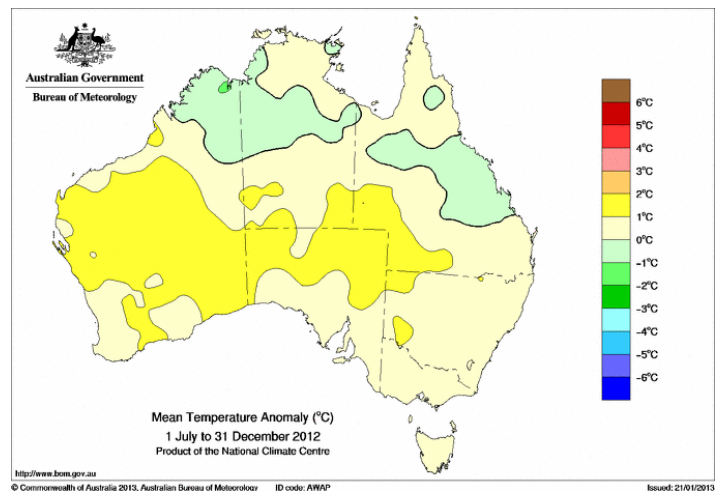 Australian Government
Bureau of Meteorology
6°C
5°C
4°C
3°C
2°C
1°C
0°C
-1°C
-2°C
-3°C
-4°C
-5°C
-6°C
Mean Temperature Anomaly (°C)
1 July to 31 December 2012
Product of the National Climate Centre
http://www.bom.gov.au
© Commonwealth of Australia 2013, Australian Bureau of Meteorology ID code: AWAP Issued: 21/01/2013